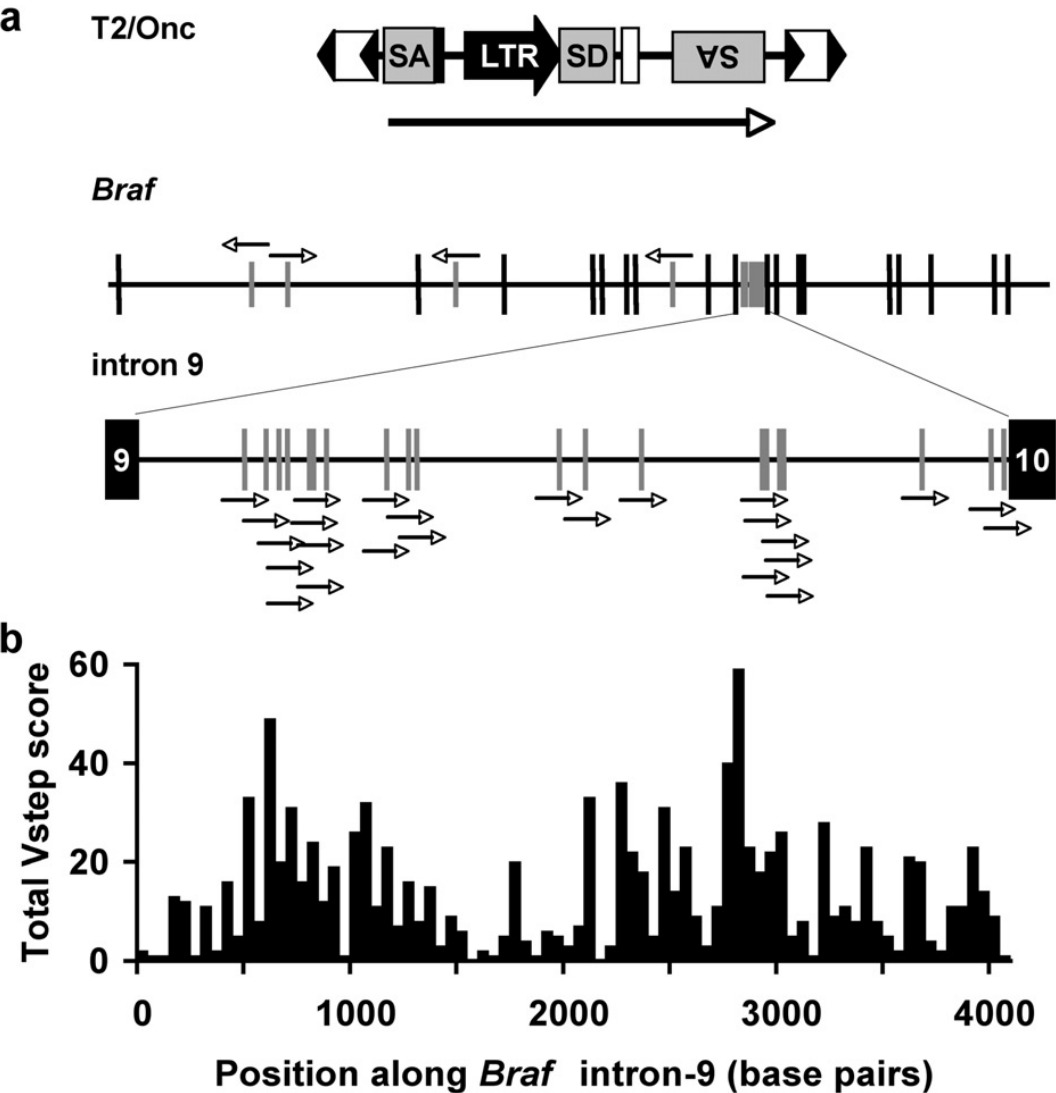 a
T2/Onc
SA LTR SD SA
Braf
intron 9
9 10
b
Total Vstep score
60
40
20
0
0 1000 2000 3000 4000
Position along Braf intron-9 (base pairs)